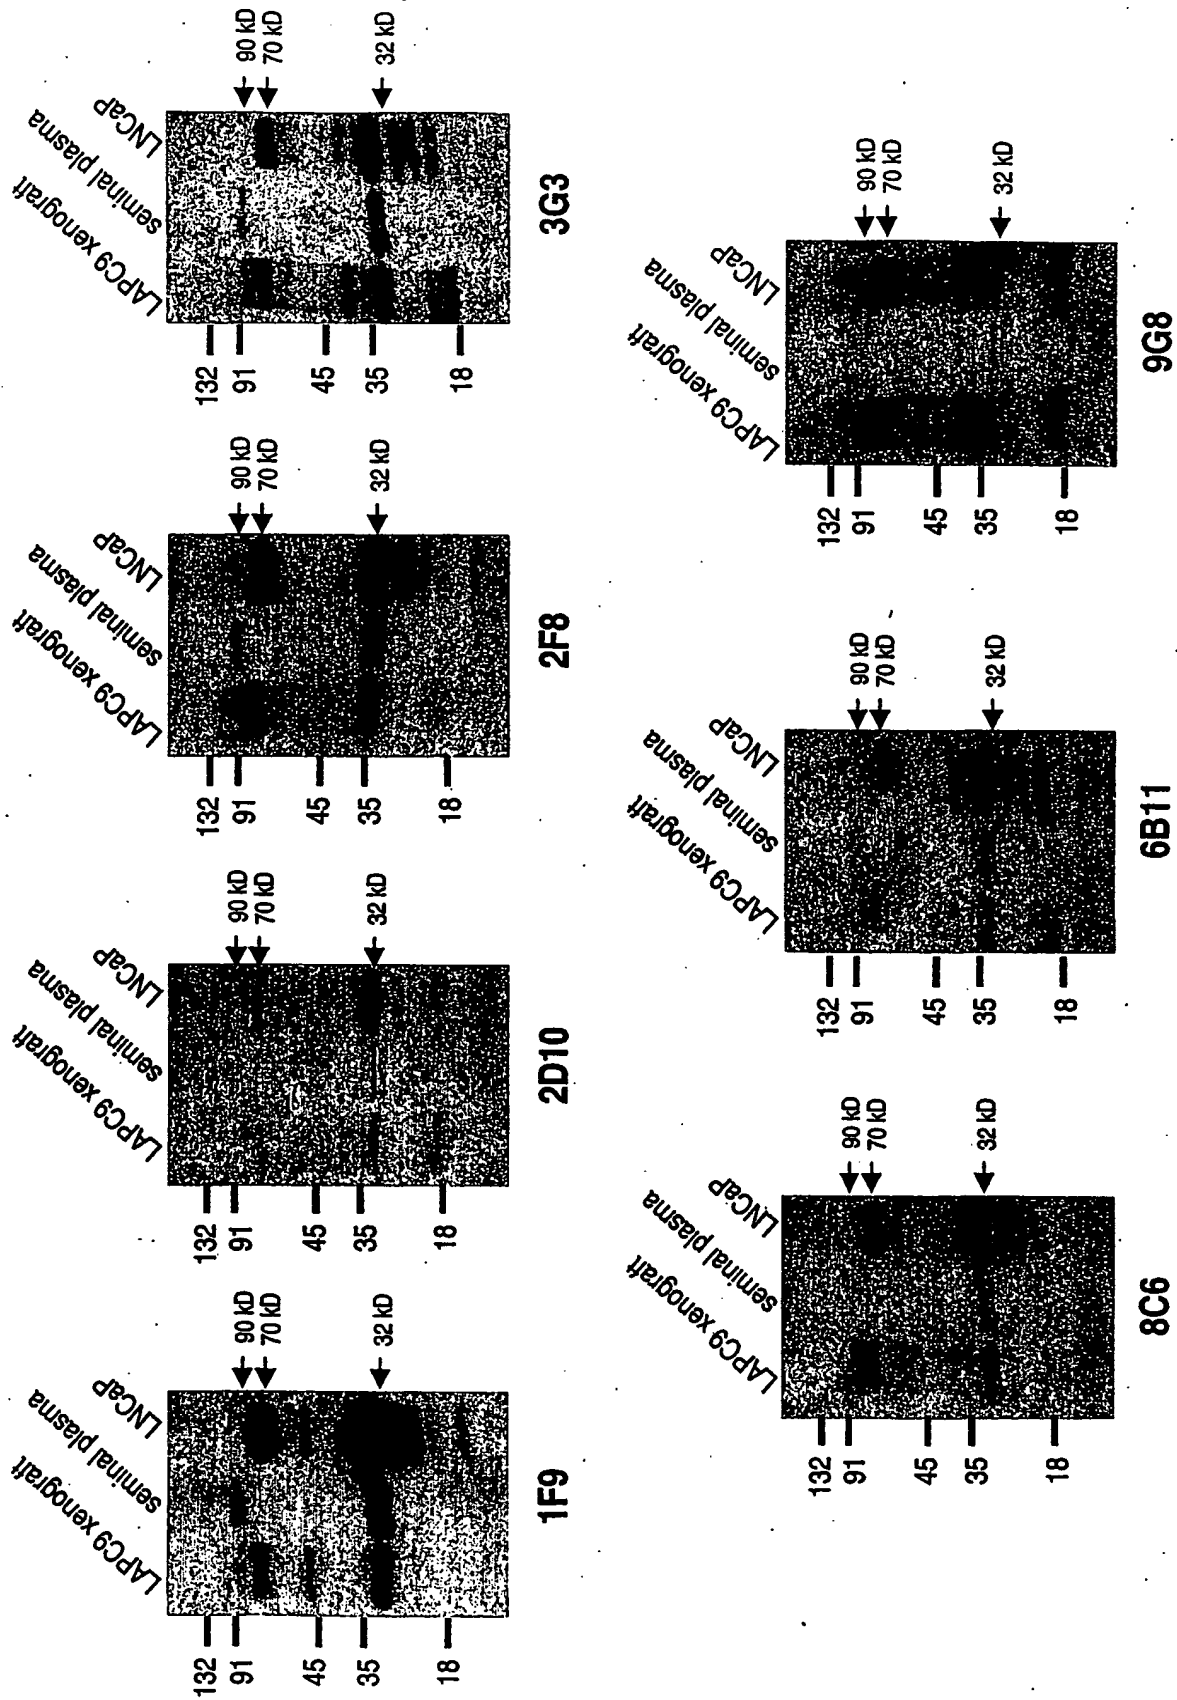 LAPC9 xenograft
seminal plasma
LNCaP
132
91
45
35
18
90 kD
70 kD
32 kD
1F9
LAPC9 xenograft
seminal plasma
LNCaP
132
91
45
35
18
90 kD
70 kD
32 kD
2D10
LAPC9 xenograft
seminal plasma
LNCaP
132
91
45
35
18
90 kD
70 kD
32 kD
2F8
LAPC9 xenograft
seminal plasma
LNCaP
132
91
45
35
18
90 kD
70 kD
32 kD
3G3
LAPC9 xenograft
seminal plasma
LNCaP
132
91
45
35
18
90 kD
70 kD
32 kD
8C6
LAPC9 xenograft
seminal plasma
LNCaP
132
91
45
35
18
90 kD
70 kD
32 kD
6B11
LAPC9 xenograft
seminal plasma
LNCaP
132
91
45
35
18
90 kD
70 kD
32 kD
9G8